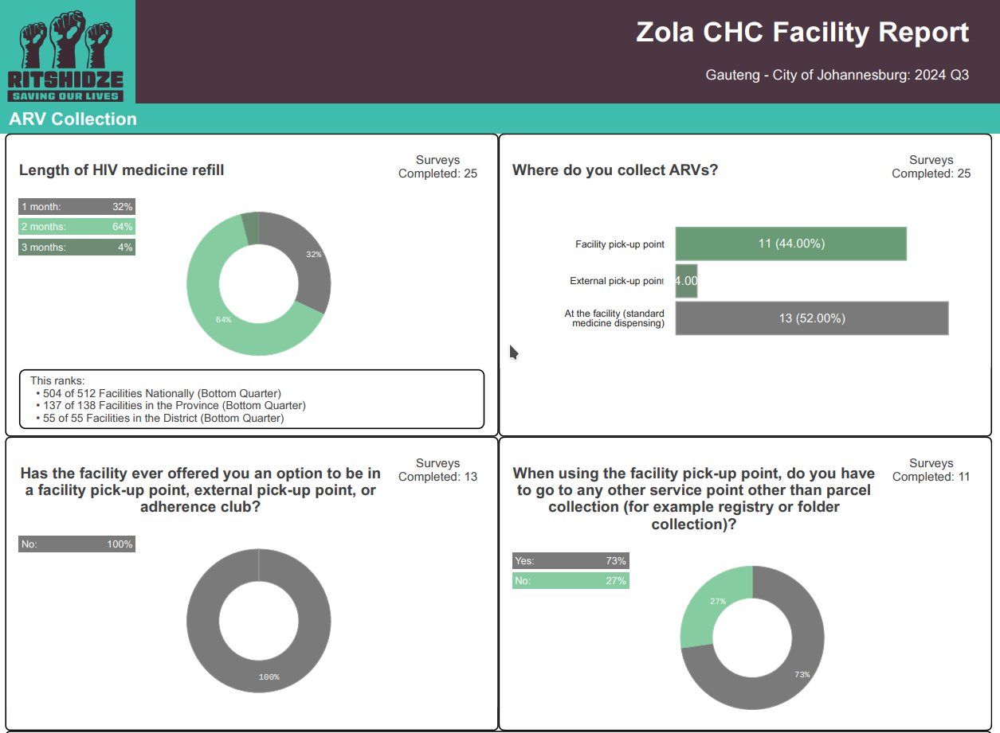 RITSHIDZE
SAVING OUR LIVES
Zola CHC Facility Report
Gauteng - City of Johannesburg: 2024 Q3
ARV Collection
Length of HIV medicine refill
Surveys
Completed: 25
1 month: 32%
2 months: 64%
3 months: 4%
32%
64%
This ranks:
• 504 of 512 Facilities Nationally (Bottom Quarter)
• 137 of 138 Facilities in the Province (Bottom Quarter)
• 55 of 55 Facilities in the District (Bottom Quarter)
Where do you collect ARVs?
Surveys
Completed: 25
Facility pick-up point
11 (44.00%)
External pick-up point
4.00
At the facility (standard
medicine dispensing)
13 (52.00%)
Has the facility ever offered you an option to be in
a facility pick-up point, external pick-up point, or
adherence club?
Surveys
Completed: 13
No: 100%
100%
When using the facility pick-up point, do you have
to go to any other service point other than parcel
collection (for example registry or folder
collection)?
Surveys
Completed: 11
Yes: 73%
No: 27%
27%
73%